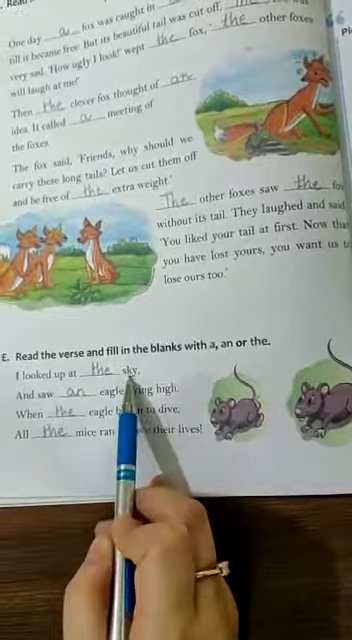 One day a fox was caught in
till it became free. But its beautiful tail was cut off.
very sad. 'How ugly I look!' wept the fox, the other foxes
will laugh at me!'
Then the clever fox thought of an
idea. It called a meeting of
the foxes.
The fox said, 'Friends, why should we
carry these long tails? Let us cut them off
and be free of the extra weight.'
The other foxes saw the fox
without its tail. They laughed and said
'You liked your tail at first. Now that
you have lost yours, you want us to
lose ours too.'
E. Read the verse and fill in the blanks with a, an or the.
I looked up at the sky,
And saw an eagle flying high.
When the eagle to dive,
All the mice ran their lives!